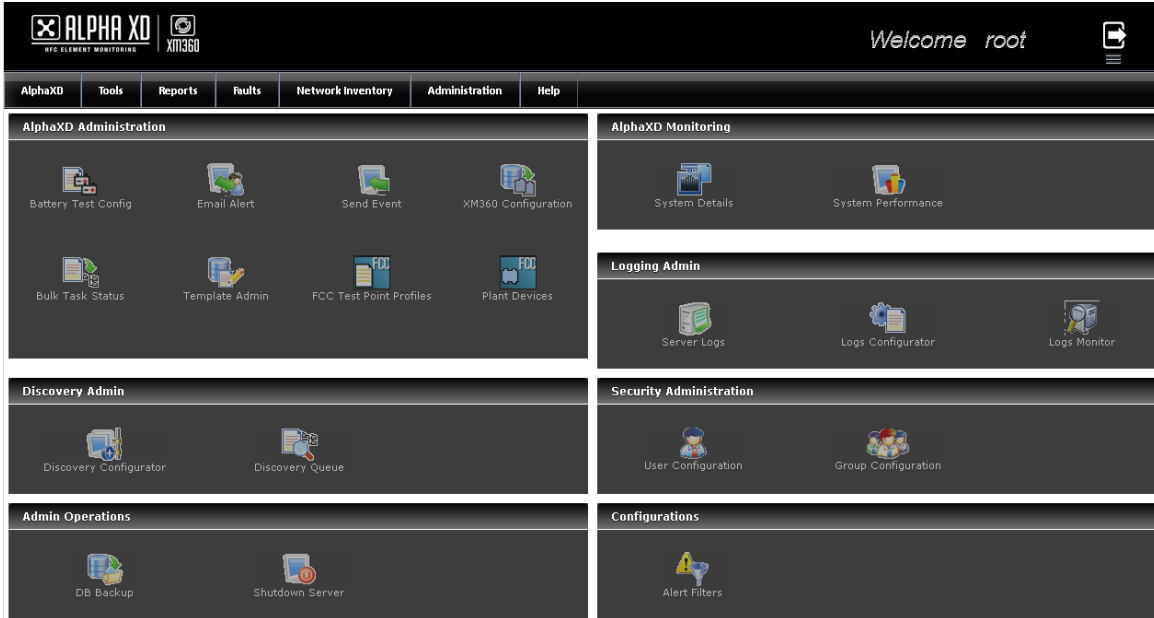 ALPHA XD
HFC ELEMENT MONITORING
XM360
Welcome root
AlphaXD Tools Reports Faults Network Inventory Administration Help
AlphaXD Administration
Battery Test Config Email Alert Send Event XM360 Configuration
FCC FCC
Bulk Task Status Template Admin FCC Test Point Profiles Plant Devices
AlphaXD Monitoring
System Details System Performance
Logging Admin
Server Logs Logs Configurator Logs Monitor
Discovery Admin
Discovery Configurator Discovery Queue
Security Administration
User Configuration Group Configuration
Admin Operations
DB Backup Shutdown Server
Configurations
Alert Filters